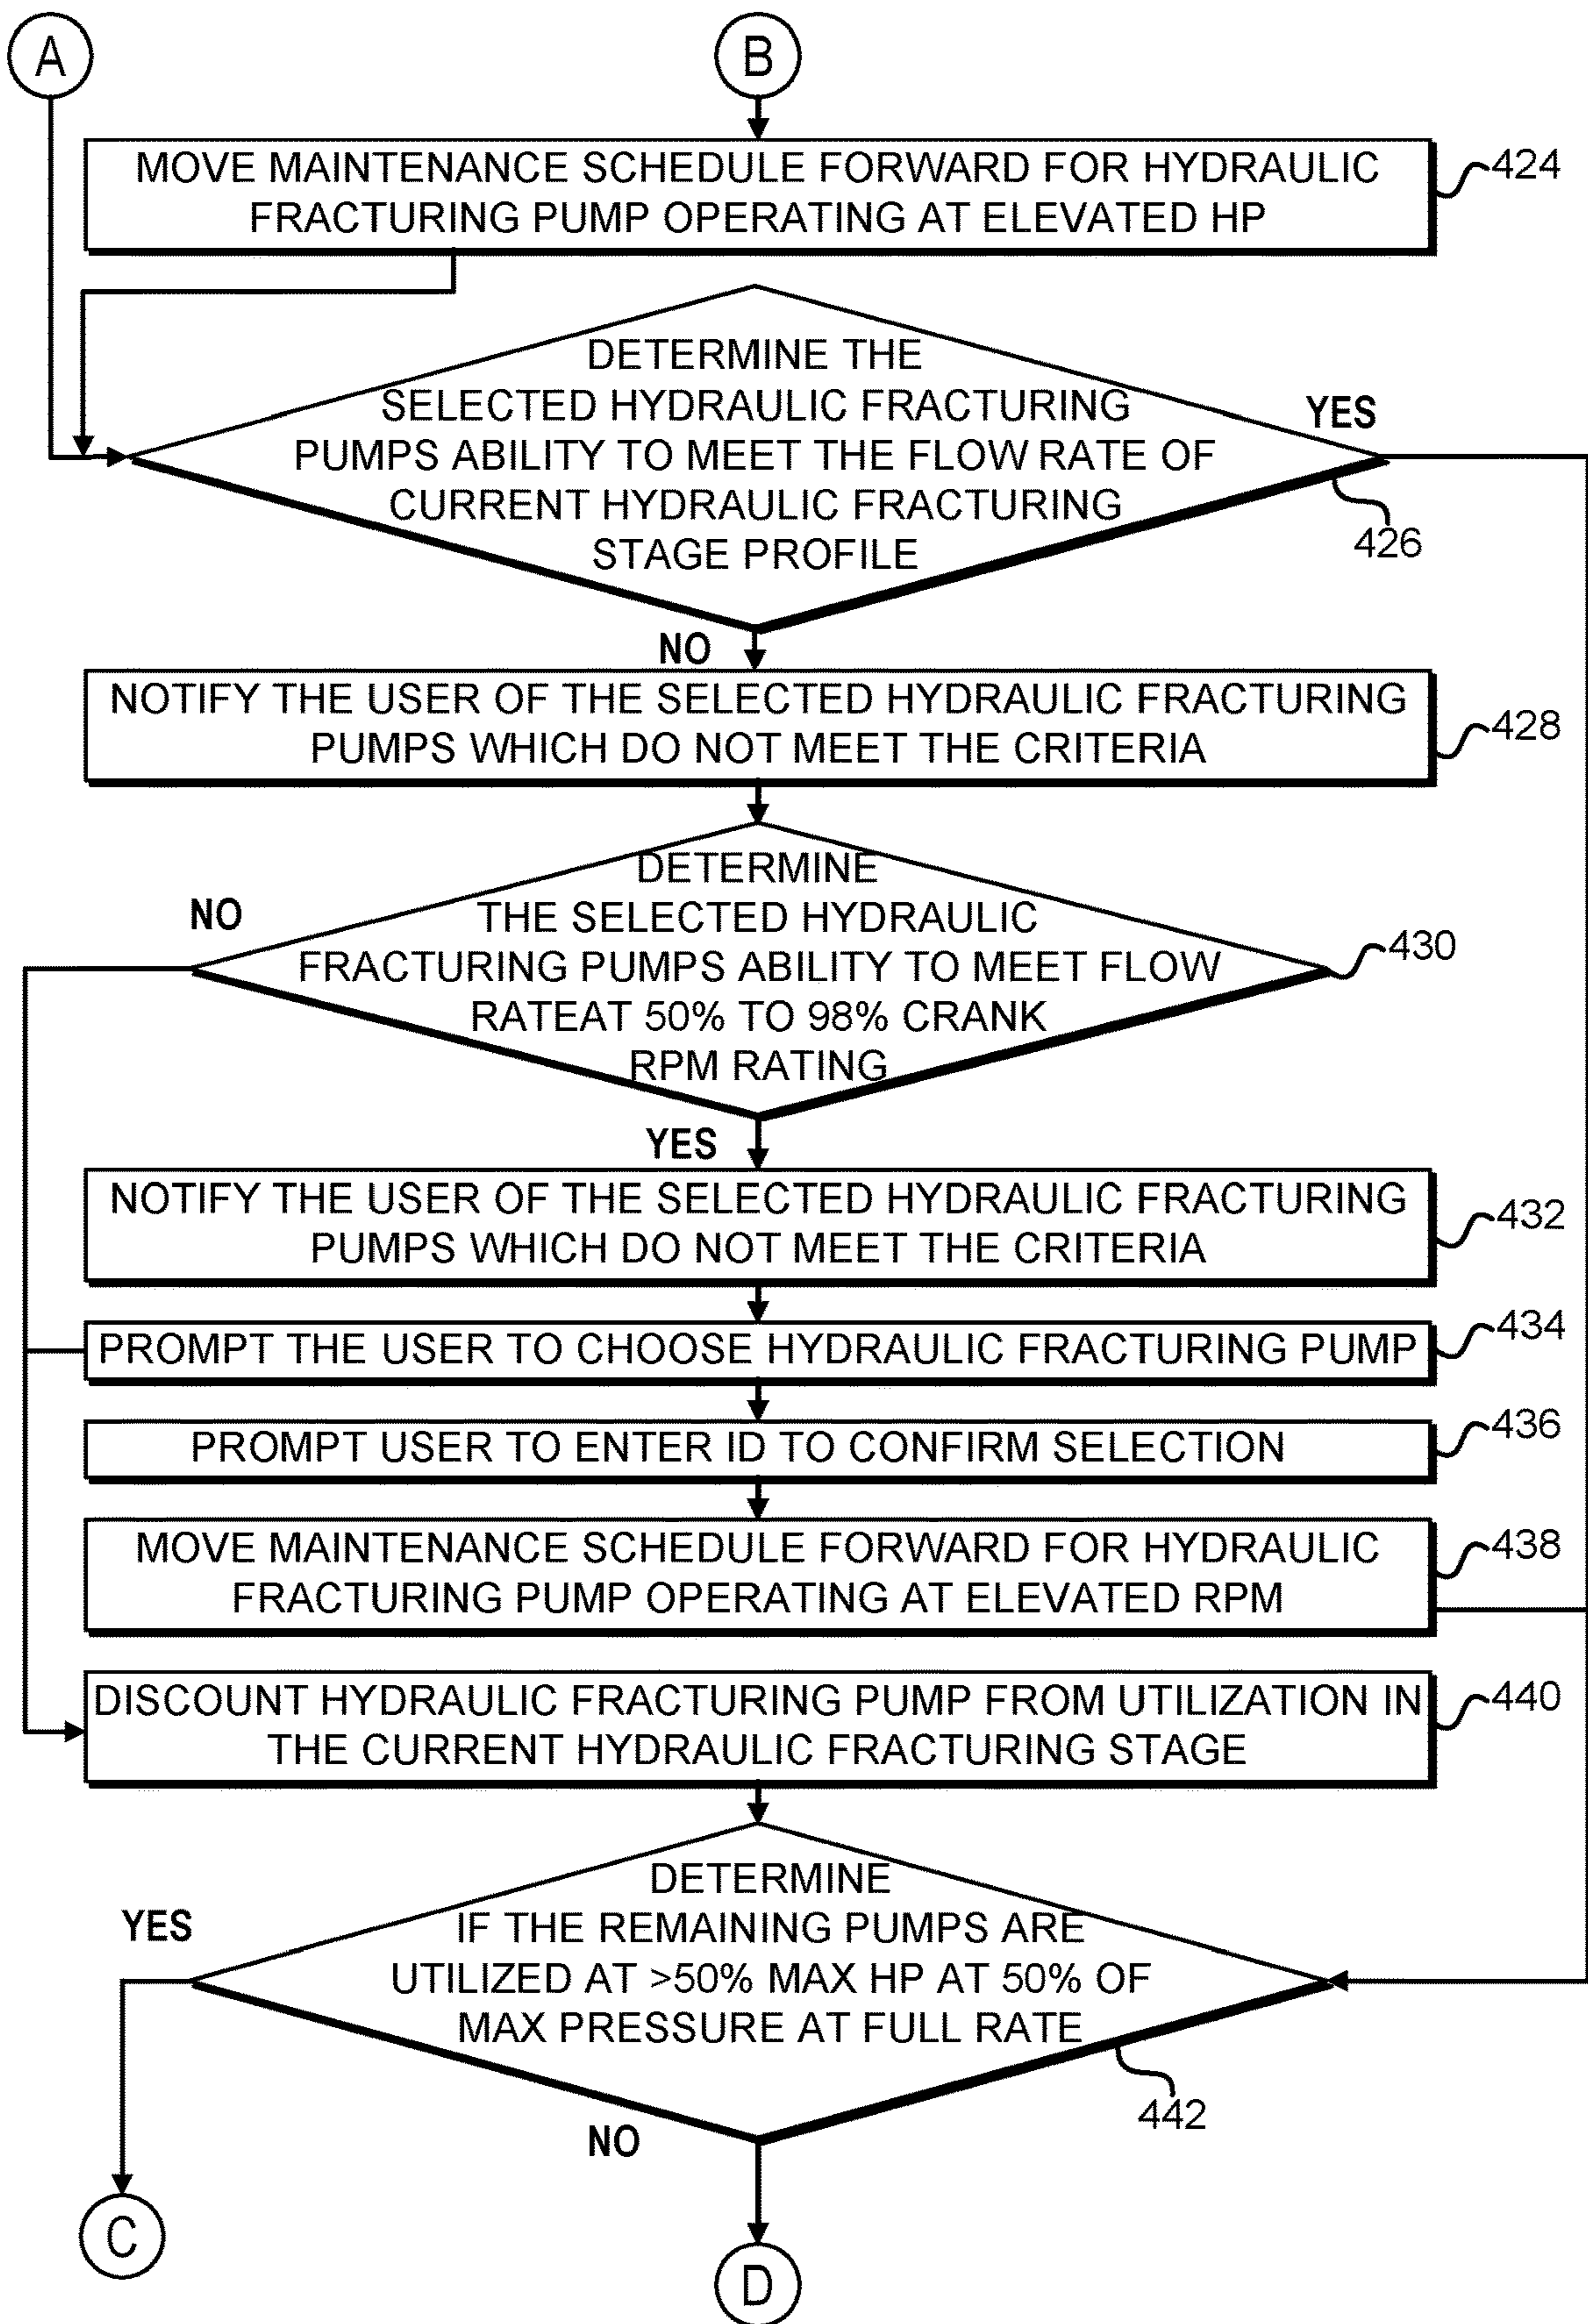 A
B
MOVE MAINTENANCE SCHEDULE FORWARD FOR HYDRAULIC
FRACTURING PUMP OPERATING AT ELEVATED HP
424
DETERMINE THE
SELECTED HYDRAULIC FRACTURING
PUMPS ABILITY TO MEET THE FLOW RATE OF
CURRENT HYDRAULIC FRACTURING
STAGE PROFILE
YES
426
NO
NOTIFY THE USER OF THE SELECTED HYDRAULIC FRACTURING
PUMPS WHICH DO NOT MEET THE CRITERIA
428
DETERMINE
THE SELECTED HYDRAULIC
FRACTURING PUMPS ABILITY TO MEET FLOW
RATEAT 50% TO 98% CRANK
RPM RATING
NO
430
YES
NOTIFY THE USER OF THE SELECTED HYDRAULIC FRACTURING
PUMPS WHICH DO NOT MEET THE CRITERIA
432
PROMPT THE USER TO CHOOSE HYDRAULIC FRACTURING PUMP
434
PROMPT USER TO ENTER ID TO CONFIRM SELECTION
436
MOVE MAINTENANCE SCHEDULE FORWARD FOR HYDRAULIC
FRACTURING PUMP OPERATING AT ELEVATED RPM
438
DISCOUNT HYDRAULIC FRACTURING PUMP FROM UTILIZATION IN
THE CURRENT HYDRAULIC FRACTURING STAGE
440
DETERMINE
IF THE REMAINING PUMPS ARE
UTILIZED AT >50% MAX HP AT 50% OF
MAX PRESSURE AT FULL RATE
YES
442
NO
C
D